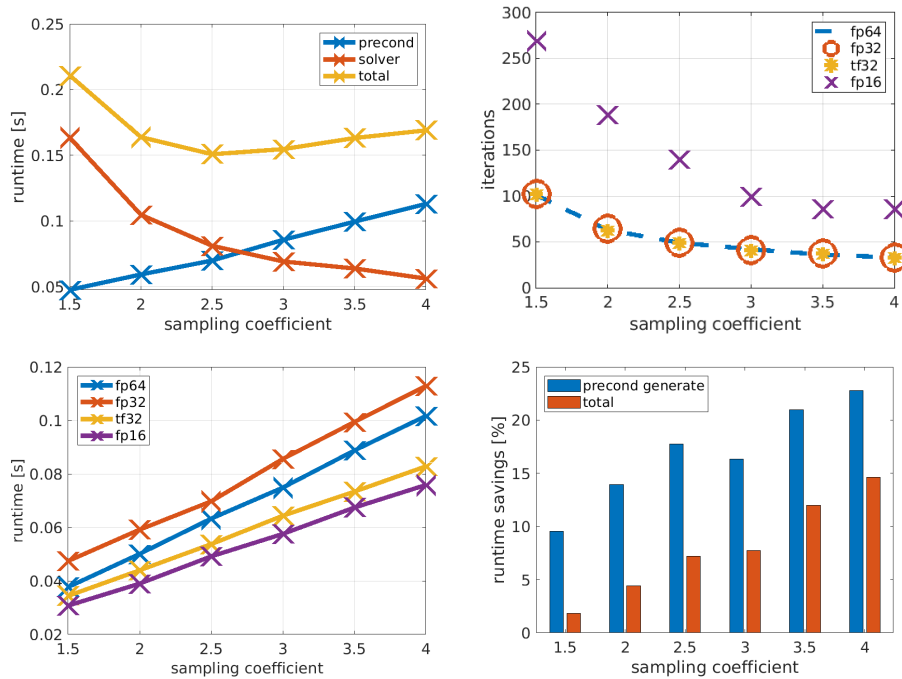 0.25
0.2
0.15
0.1
0.05
runtime [s]
precond
solver
total
1.5 2 2.5 3 3.5 4
sampling coefficient
300
250
200
150
100
50
0
iterations
fp64
fp32
tf32
fp16
1.5 2 2.5 3 3.5 4
sampling coefficient
0.12
0.1
0.08
0.06
0.04
0.02
runtime [s]
fp64
fp32
tf32
fp16
1.5 2 2.5 3 3.5 4
sampling coefficient
25
20
15
10
5
0
runtime savings [%]
precond generate
total
1.5 2 2.5 3 3.5 4
sampling coefficient